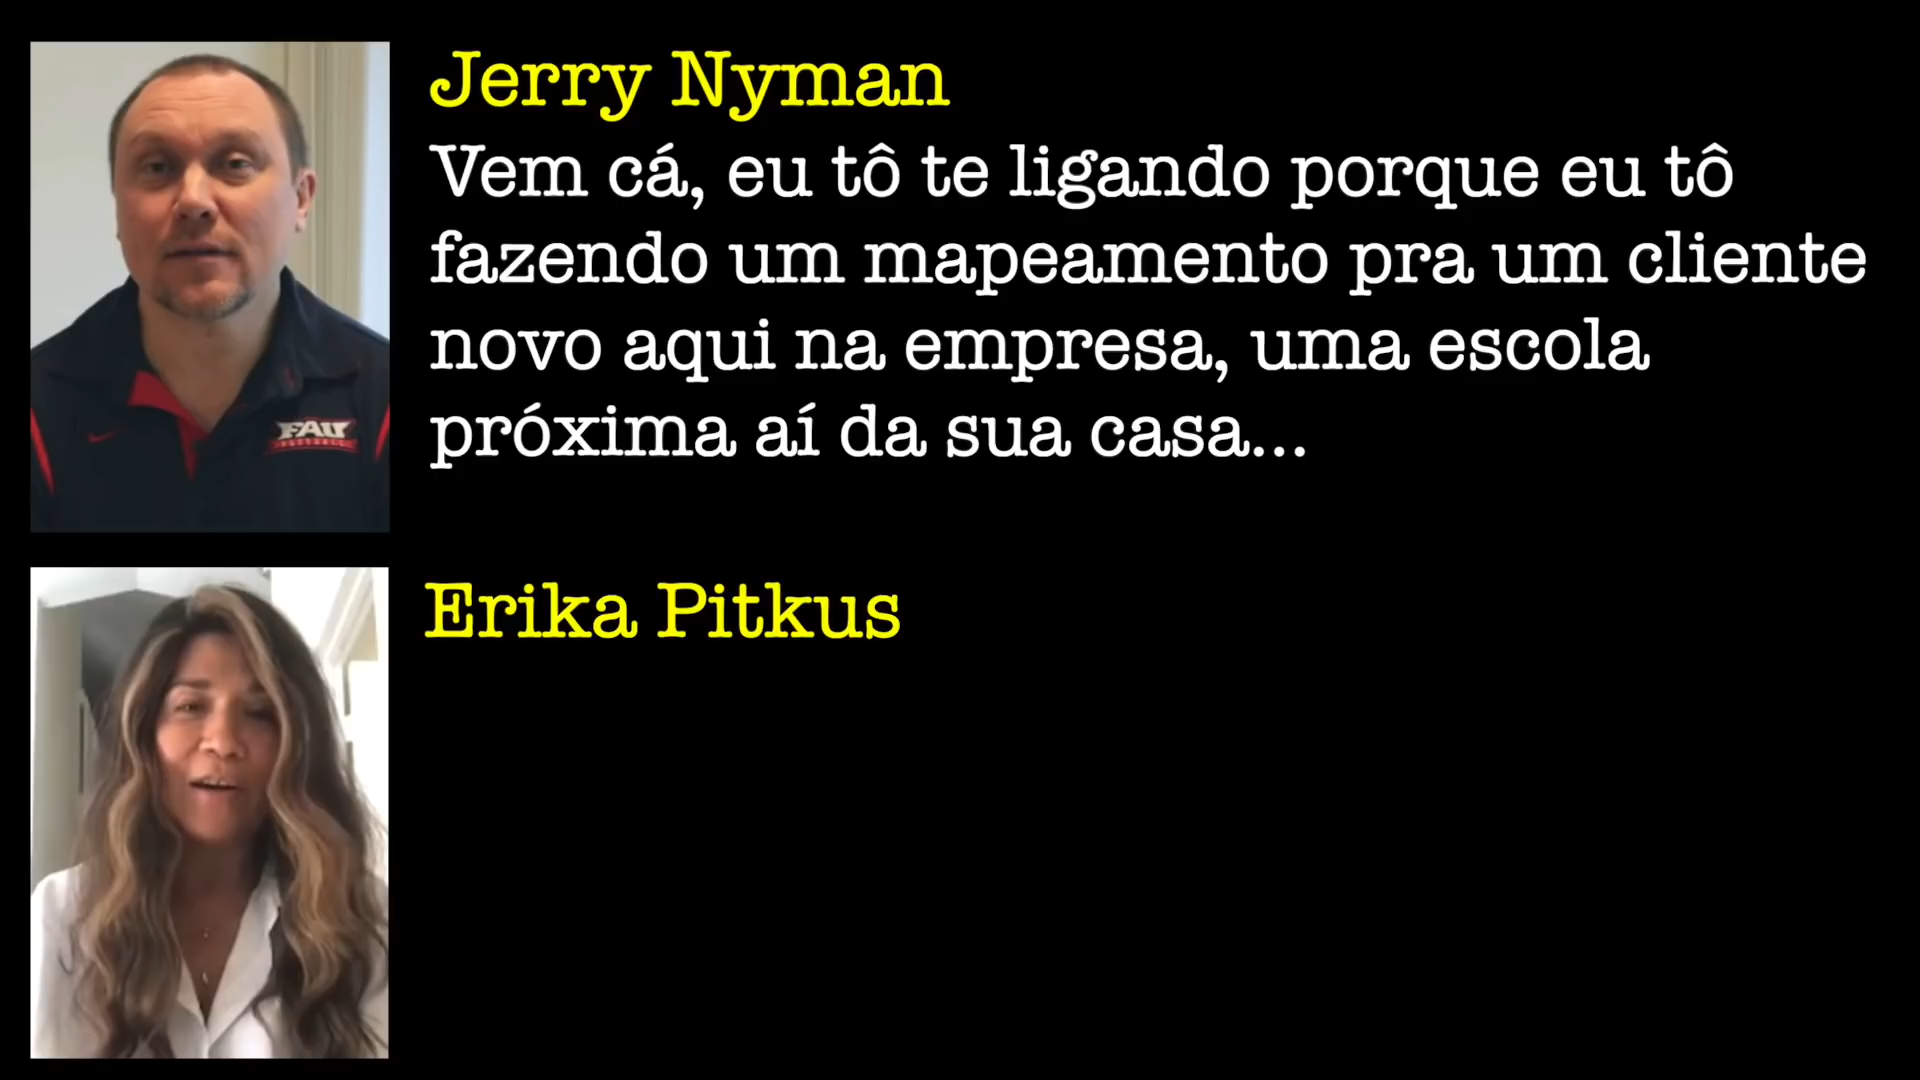 Jerry Nyman
Vem cá, eu tô te ligando porque eu tô
fazendo um mapeamento pra um cliente
novo aqui na empresa, uma escola
próxima aí da sua casa...
FAU
Erika Pitkus